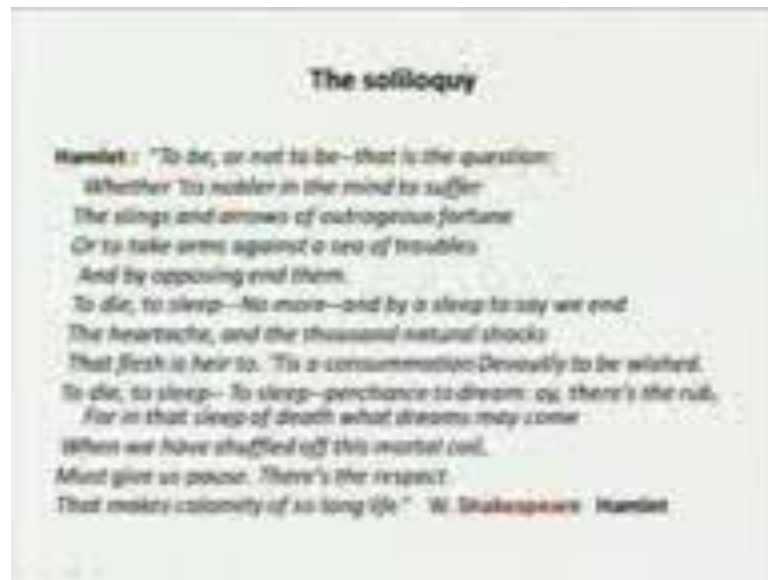 The soliloquy
Hamlet : "To be, or not to be--that is the question:
Whether 'tis nobler in the mind to suffer
The slings and arrows of outrageous fortune
Or to take arms against a sea of troubles
And by opposing end them.
To die, to sleep--No more--and by a sleep to say we end
The heartache, and the thousand natural shocks
That flesh is heir to. 'Tis a consummation Devoutly to be wished.
To die, to sleep-- To sleep--perchance to dream: ay, there's the rub,
For in that sleep of death what dreams may come
When we have shuffled off this mortal coil,
Must give us pause. There's the respect
That makes calamity of so long life" W. Shakespeare Hamlet